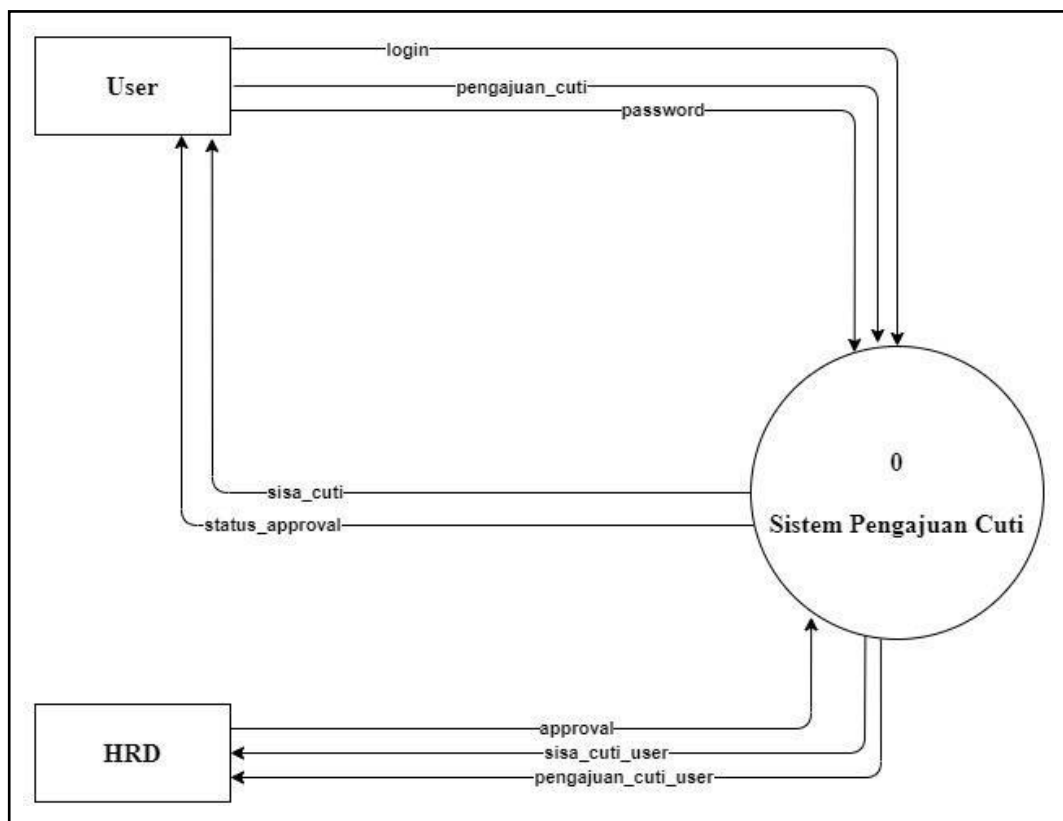 login
User
pengajuan_cuti
password
0
sisa_cuti
Sistem Pengajuan Cuti
status_approval
approval
HRD
sisa_cuti_user
pengajuan_cuti_user